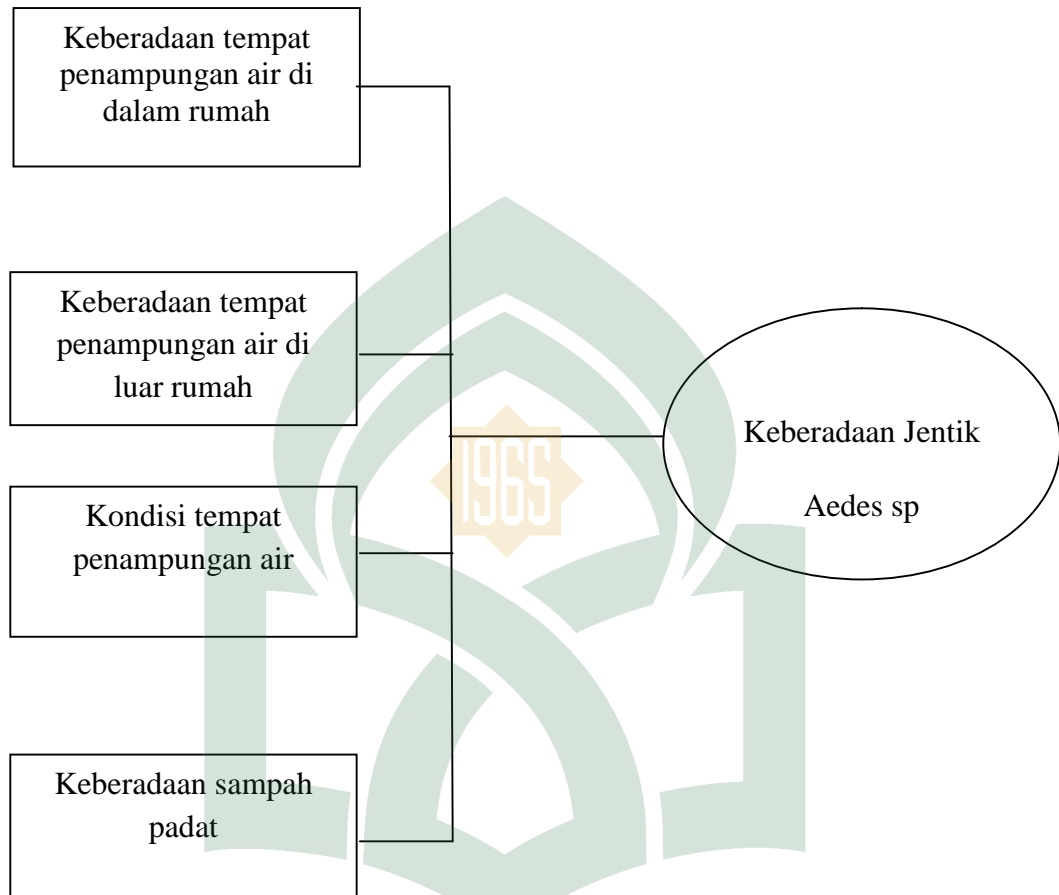 Keberadaan tempat
penampungan air di
dalam rumah
Keberadaan tempat
penampungan air di
luar rumah
Kondisi tempat
penampungan air
Keberadaan sampah
padat
Keberadaan Jentik
Aedes sp
1965